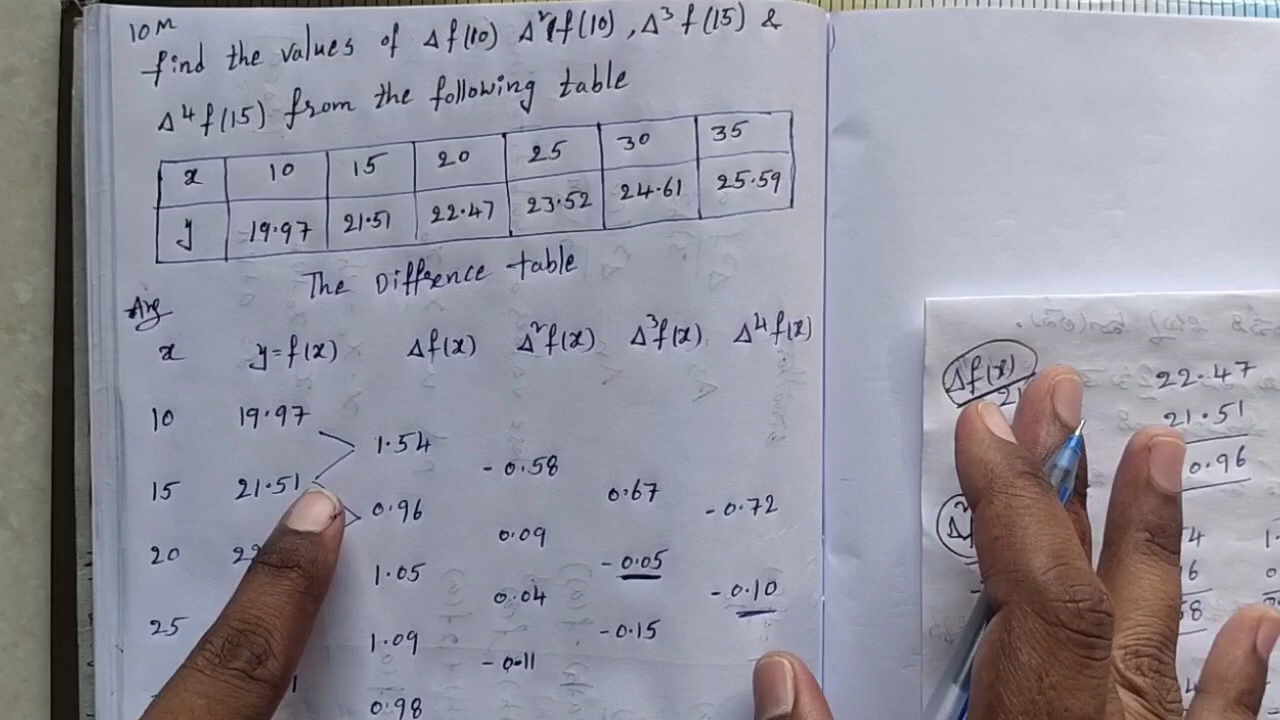 10M
find the values of Δf(10) Δ²f(10), Δ³f(15) &
Δ⁴f(15) from the following table
x 10 15 20 25 30 35
y 19.97 21.51 22.47 23.52 24.61 25.59
The Diffrence table
x y=f(x) Δf(x) Δ²f(x) Δ³f(x) Δ⁴f(x)
10 19.97
1.54
-0.58
15 21.51 0.67
0.96 -0.72
0.09
20 -0.05
1.05
0.04 -0.10
25 -0.15
1.09
-0.11
0.98
Δf(x) 22.47
21.51
0.96